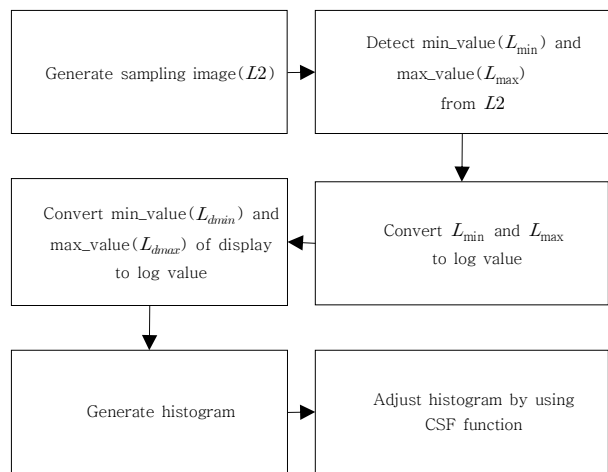 Generate sampling image(L2)
Detect min_value(Lmin) and
max_value(Lmax)
from L2
Convert Lmin and Lmax
to log value
Convert min_value(Ldmin) and
max_value(Ldmax) of display
to log value
Generate histogram
Adjust histogram by using
CSF function